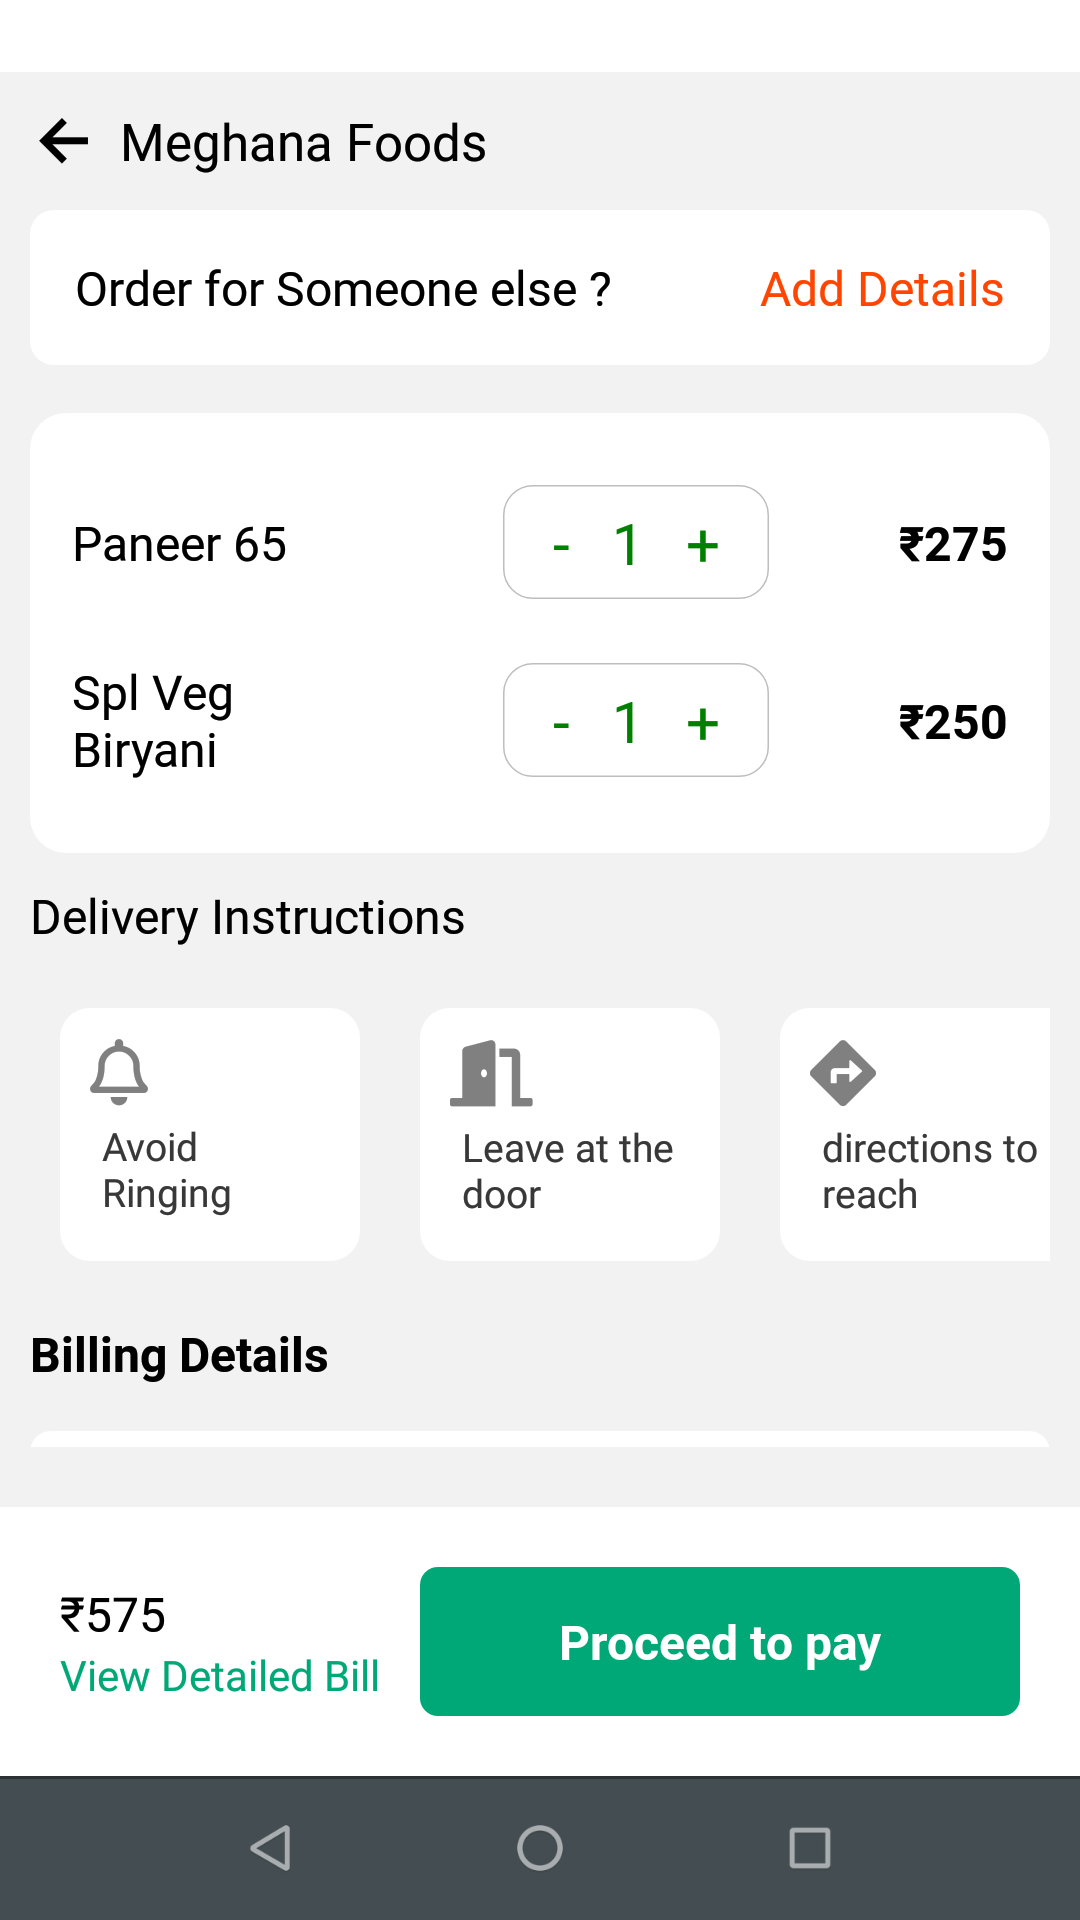 Meghana Foods
Order for Someone else ? Add Details
Paneer 65 - 1 + ₹275
Spl Veg
Biryani - 1 + ₹250
Delivery Instructions
Avoid
Ringing
Leave at the
door
directions to
reach
Billing Details
₹575
View Detailed Bill
Proceed to pay